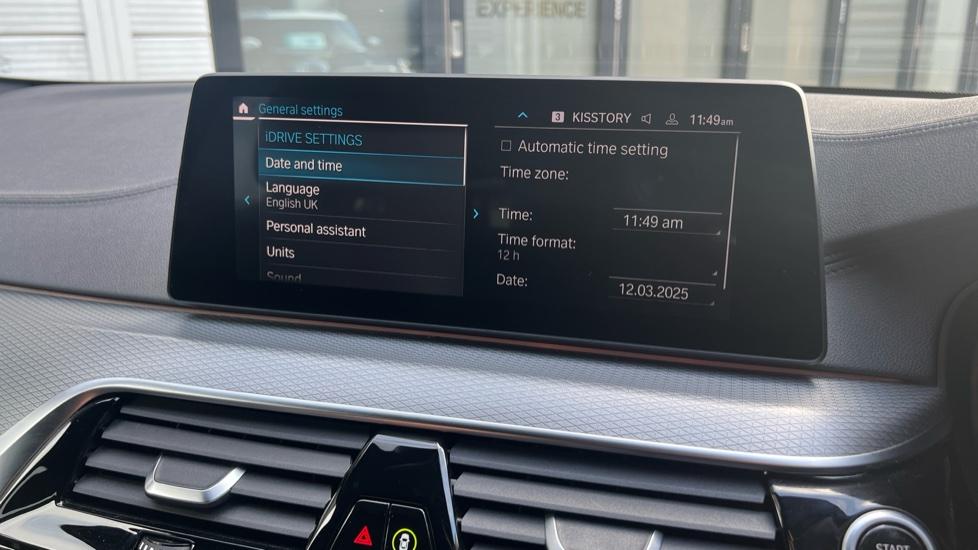 EXPERIENCE
General settings
3 KISSTORY 11:49am
iDRIVE SETTINGS
Date and time
Language
English UK
Personal assistant
Units
Sound
Automatic time setting
Time zone:
Time:
11:49 am
Time format:
12 h
Date:
12.03.2025
START